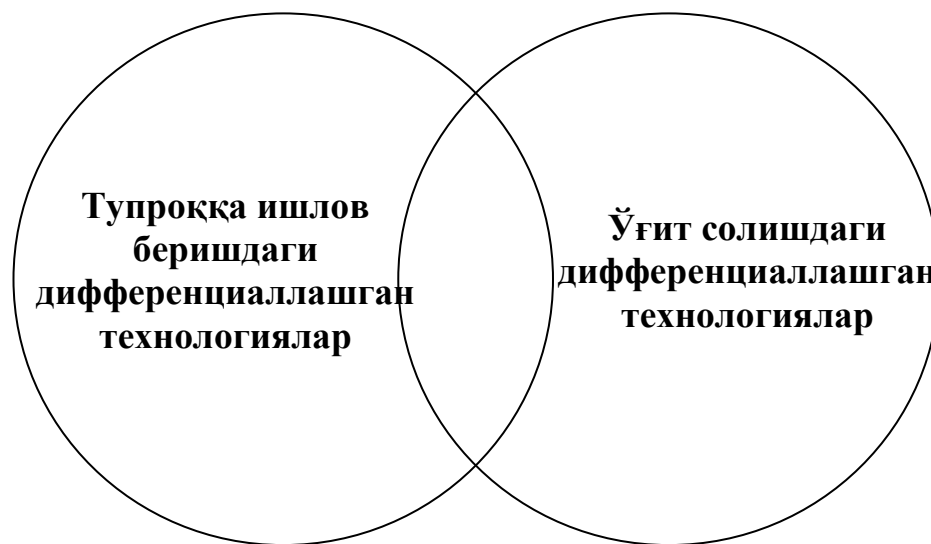 Тупроққа ишлов
беришдаги
дифференциаллашган
технологиялар
Ўғит солишдаги
дифференциаллашган
технологиялар